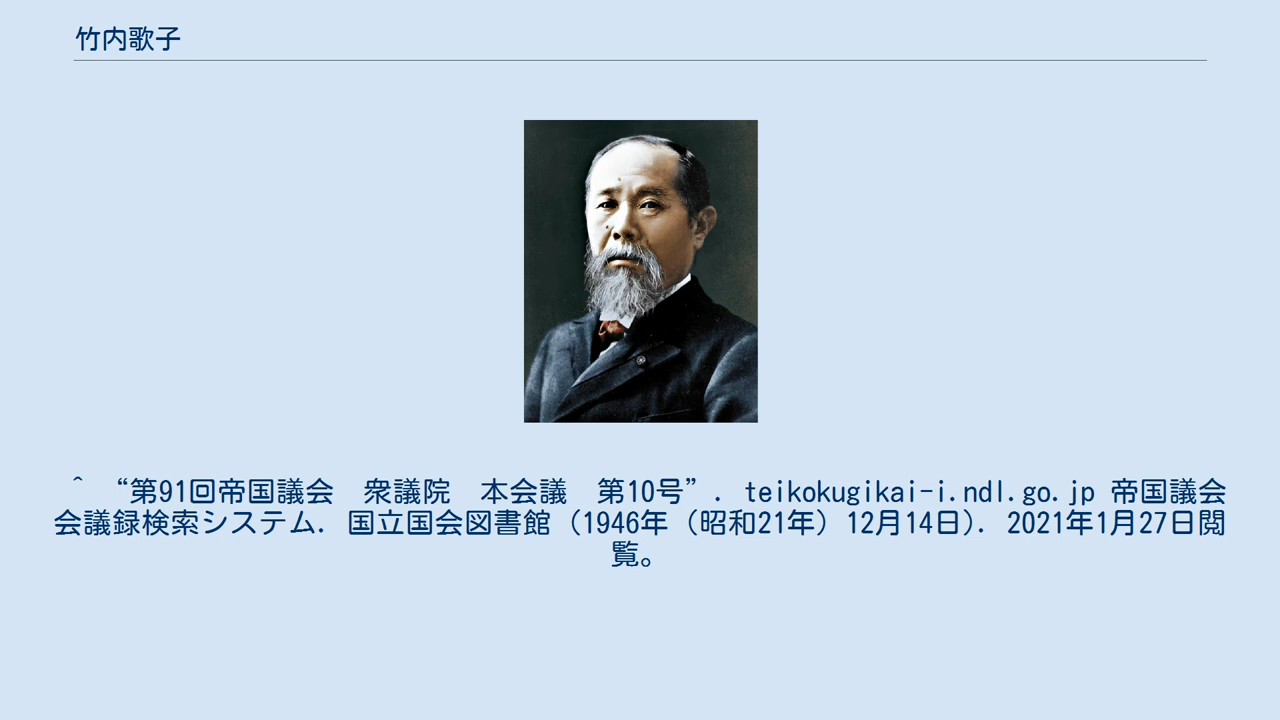 竹内歌子
^ “第91回帝国議会　衆議院　本会議　第10号”. teikokugikai-i.ndl.go.jp 帝国議会
会議録検索システム. 国立国会図書館（1946年（昭和21年）12月14日). 2021年1月27日閲
覧。